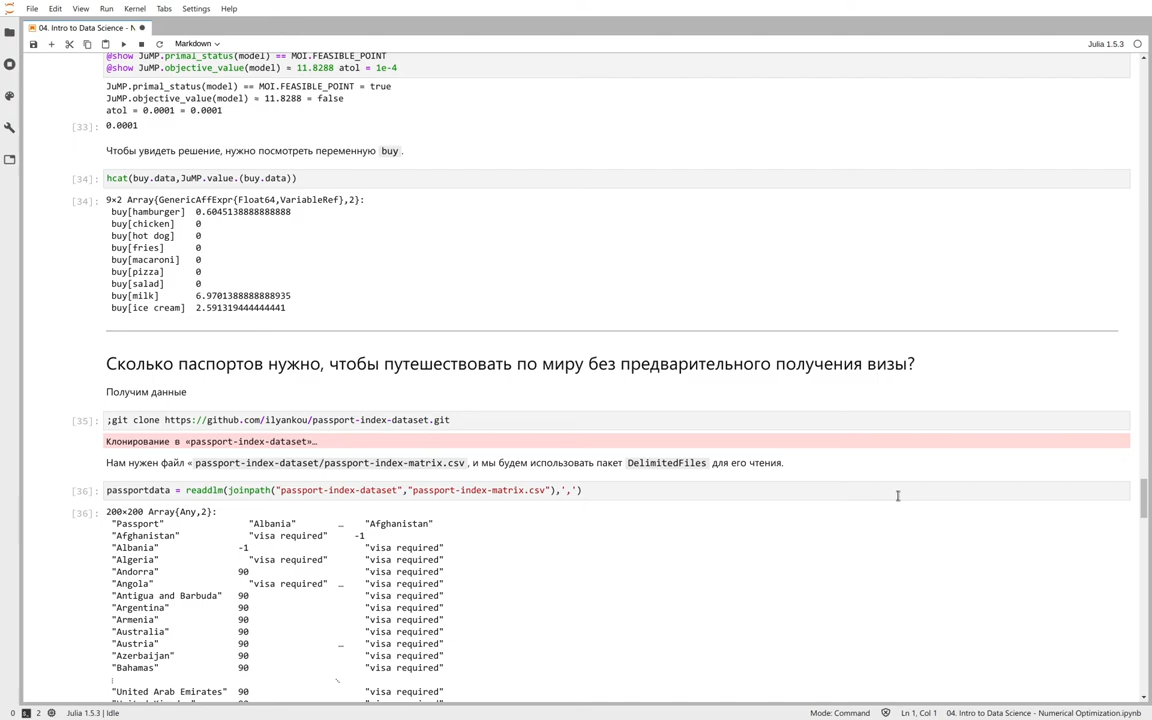 File Edit View Run Kernel Tabs Settings Help
04. Intro to Data Science - N
Markdown
Julia 1.5.3
@show JuMP.primal_status(model) == MOI.FEASIBLE_POINT
@show JuMP.objective_value(model) ≈ 11.8288 atol = 1e-4
JuMP.primal_status(model) == MOI.FEASIBLE_POINT = true
JuMP.objective_value(model) ≈ 11.8288 = false
atol = 0.0001 = 0.0001
[33]: 0.0001
Чтобы увидеть решение, нужно посмотреть переменную buy.
[34]: hcat(buy.data,JuMP.value.(buy.data))
[34]: 9×2 Array{GenericAffExpr{Float64,VariableRef},2}:
buy[hamburger] 0.6045138888888888
buy[chicken] 0
buy[hot dog] 0
buy[fries] 0
buy[macaroni] 0
buy[pizza] 0
buy[salad] 0
buy[milk] 6.9701388888888935
buy[ice cream] 2.591319444444441
Сколько паспортов нужно, чтобы путешествовать по миру без предварительного получения визы?
Получим данные
[35]: ;git clone https://github.com/ilyankou/passport-index-dataset.git
Клонирование в «passport-index-dataset»…
Нам нужен файл « passport-index-dataset/passport-index-matrix.csv, и мы будем использовать пакет DelimitedFiles для его чтения.
[36]: passportdata = readdlm(joinpath("passport-index-dataset","passport-index-matrix.csv"),',')
[36]: 200×200 Array{Any,2}:
"Passport" "Albania" … "Afghanistan"
"Afghanistan" "visa required" -1
"Albania" -1 "visa required"
"Algeria" "visa required" "visa required"
"Andorra" 90 "visa required"
"Angola" "visa required" … "visa required"
"Antigua and Barbuda" 90 "visa required"
"Argentina" 90 "visa required"
"Armenia" 90 "visa required"
"Australia" 90 "visa required"
"Austria" 90 … "visa required"
"Azerbaijan" 90 "visa required"
"Bahamas" 90 "visa required"
⋮ ⋱
"United Arab Emirates" 90 "visa required"
0 2 Julia 1.5.3 | Idle Mode: Command Ln 1, Col 1 04. Intro to Data Science - Numerical Optimization.ipynb